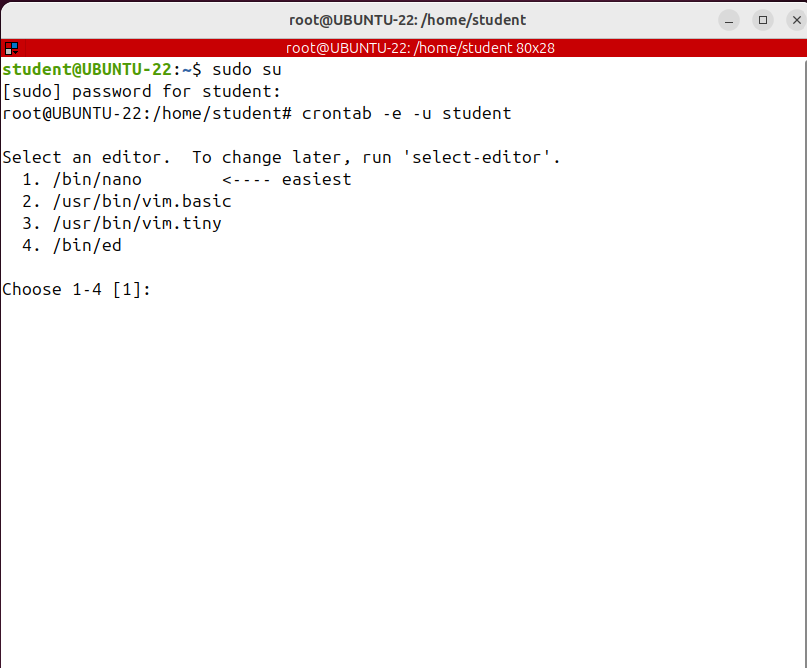 root@UBUNTU-22: /home/student
root@UBUNTU-22: /home/student 80x28
student@UBUNTU-22:~$ sudo su
[sudo] password for student:
root@UBUNTU-22:/home/student# crontab -e -u student
Select an editor.  To change later, run 'select-editor'.
  1. /bin/nano        <---- easiest
  2. /usr/bin/vim.basic
  3. /usr/bin/vim.tiny
  4. /bin/ed
Choose 1-4 [1]: